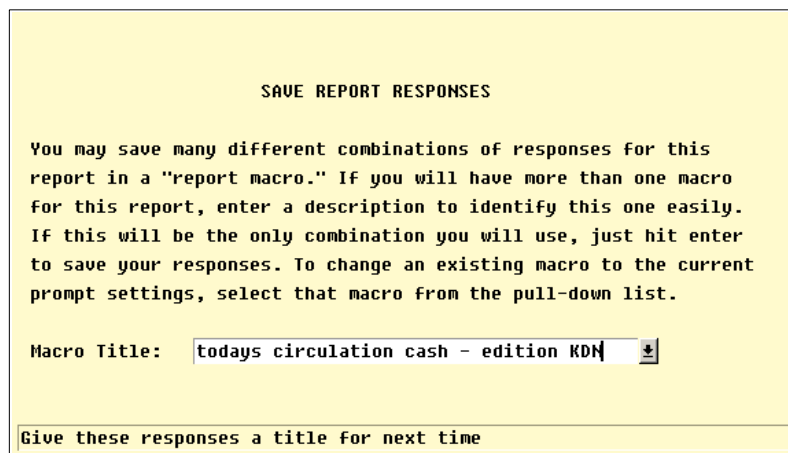 SAVE REPORT RESPONSES
You may save many different combinations of responses for this
report in a "report macro." If you will have more than one macro
for this report, enter a description to identify this one easily.
If this will be the only combination you will use, just hit enter
to save your responses. To change an existing macro to the current
prompt settings, select that macro from the pull-down list.
Macro Title: todays circulation cash - edition KDN
Give these responses a title for next time